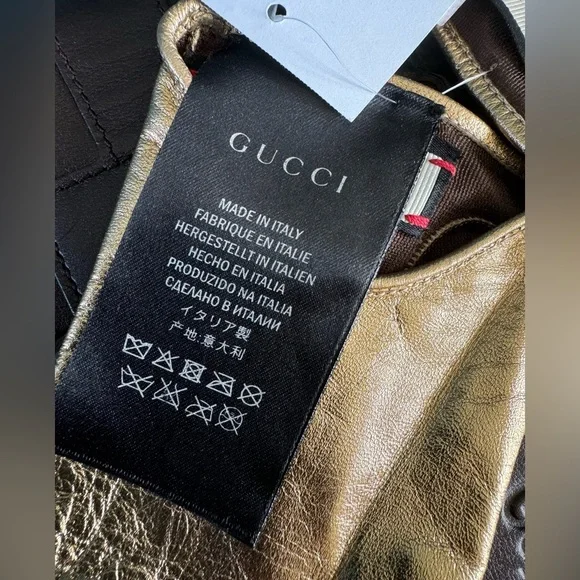 GUCCI
MADE IN ITALY
FABRIQUE EN ITALIE
HERGESTELLT IN ITALIEN
HECHO EN ITALIA
PRODUZIDO NA ITALIA
СДЕЛАНО В ИТАЛИИ
イタリア製
产地:意大利